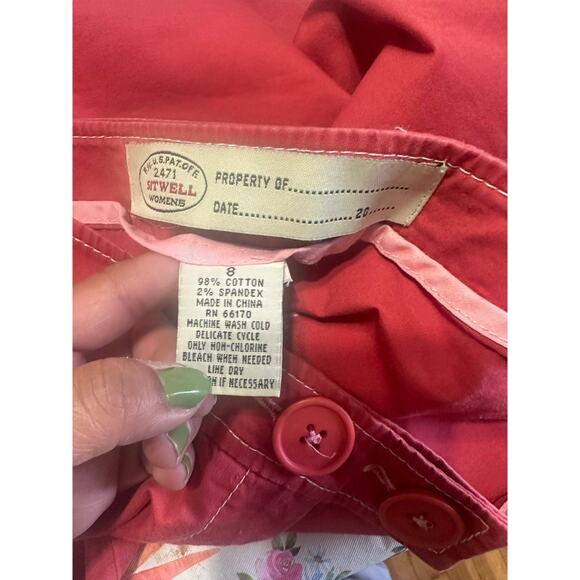 PAT.OFF.
2471
SITWELL
WOMENS
PROPERTY OF
DATE 20
8
98% COTTON
2% SPANDEX
MADE IN CHINA
RN 66170
MACHINE WASH COLD
DELICATE CYCLE
ONLY NON-CHLORINE
BLEACH WHEN NEEDED
LINE DRY
IF NECESSARY